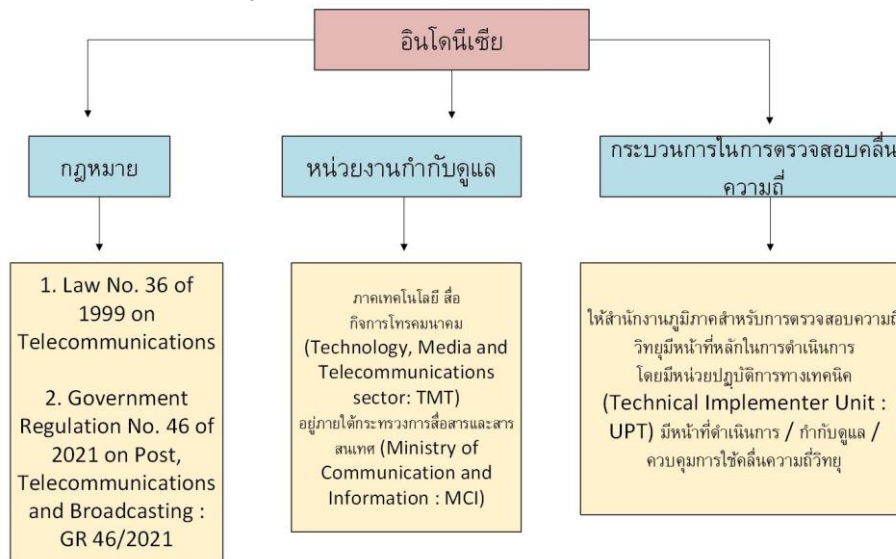 อินโดนีเซีย
กฎหมาย
หน่วยงานกำกับดูแล
กระบวนการในการตรวจสอบคลื่น
ความถี่
1. Law No. 36 of
1999 on
Telecommunications
2. Government
Regulation No. 46 of
2021 on Post,
Telecommunications
and Broadcasting :
GR 46/2021
ภาคเทคโนโลยี สื่อ
กิจการโทรคมนาคม
(Technology, Media and
Telecommunications
sector: TMT)
อยู่ภายใต้กระทรวงการสื่อสารและสาร
สนเทศ (Ministry of
Communication and
Information : MCI)
ให้สำนักงานภูมิภาคสำหรับการตรวจสอบความถี่
วิทยุมีหน้าที่หลักในการดำเนินการ
โดยมีหน่วยปฏิบัติการทางเทคนิค
(Technical Implementer Unit :
UPT) มีหน้าที่ดำเนินการ / กำกับดูแล /
ควบคุมการใช้คลื่นความถี่วิทยุ